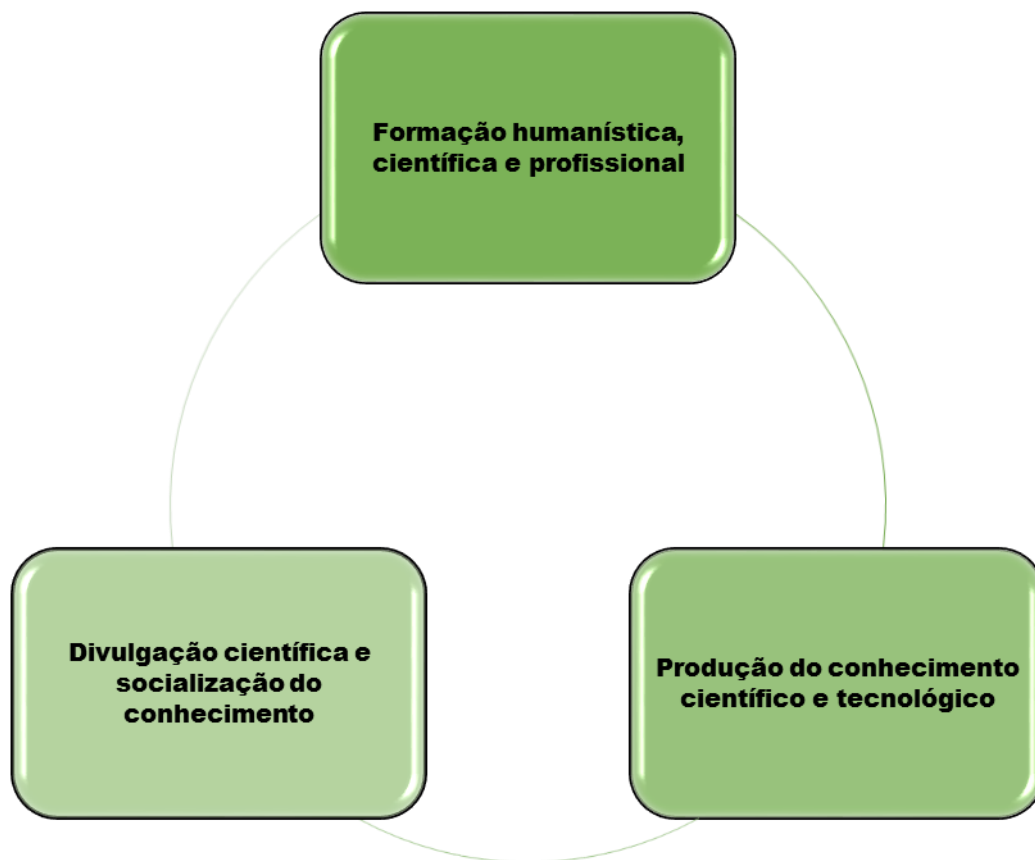 Formação humanística,
científica e profissional
Divulgação científica e
socialização do
conhecimento
Produção do conhecimento
científico e tecnológico